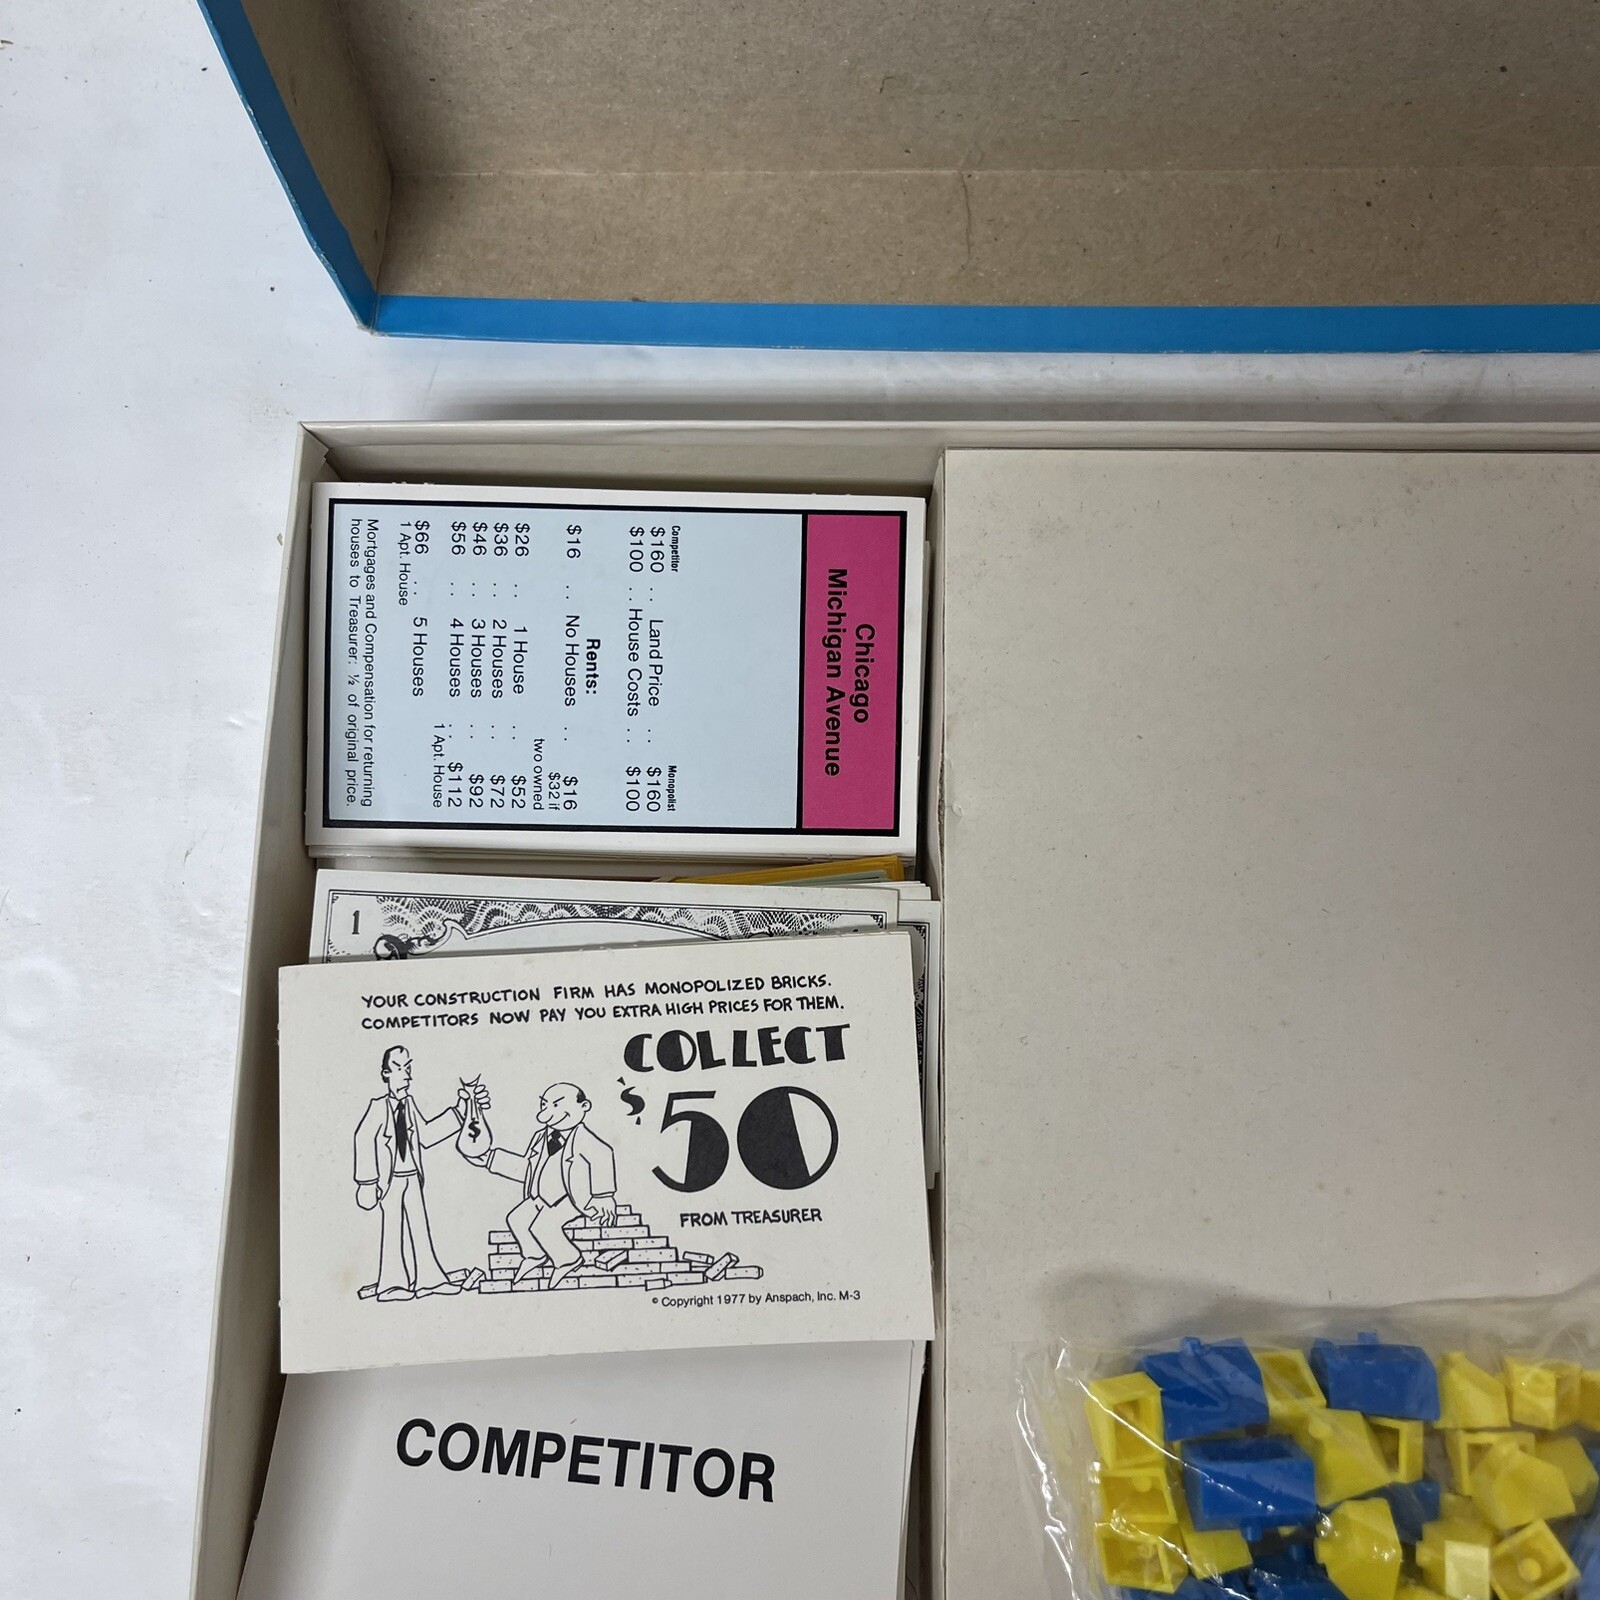 Chicago
Michigan Avenue
Competitor Monopolist
$160 . . Land Price . . $160
$100 . . House Costs . . $100
Rents:
$16 . . No Houses . . $16
$32 if
two owned
$26 . . 1 House . . $52
$36 . . 2 Houses . . $72
$46 . . 3 Houses . . $92
$56 . . 4 Houses . . $112
1 Apt. House
$66 . . 5 Houses
1 Apt. House
Mortgages and Compensation for returning
houses to Treasurer: ½ of original price.
1
YOUR CONSTRUCTION FIRM HAS MONOPOLIZED BRICKS.
COMPETITORS NOW PAY YOU EXTRA HIGH PRICES FOR THEM.
COLLECT
$50
$
FROM TREASURER
© Copyright 1977 by Anspach, Inc. M-3
COMPETITOR